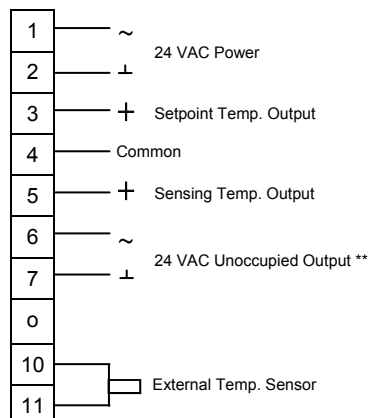 1 ~
24 VAC Power
2 ⊥
3 + Setpoint Temp. Output
4 Common
5 + Sensing Temp. Output
6 ~
24 VAC Unoccupied Output **
7 ⊥
o
10
External Temp. Sensor
11